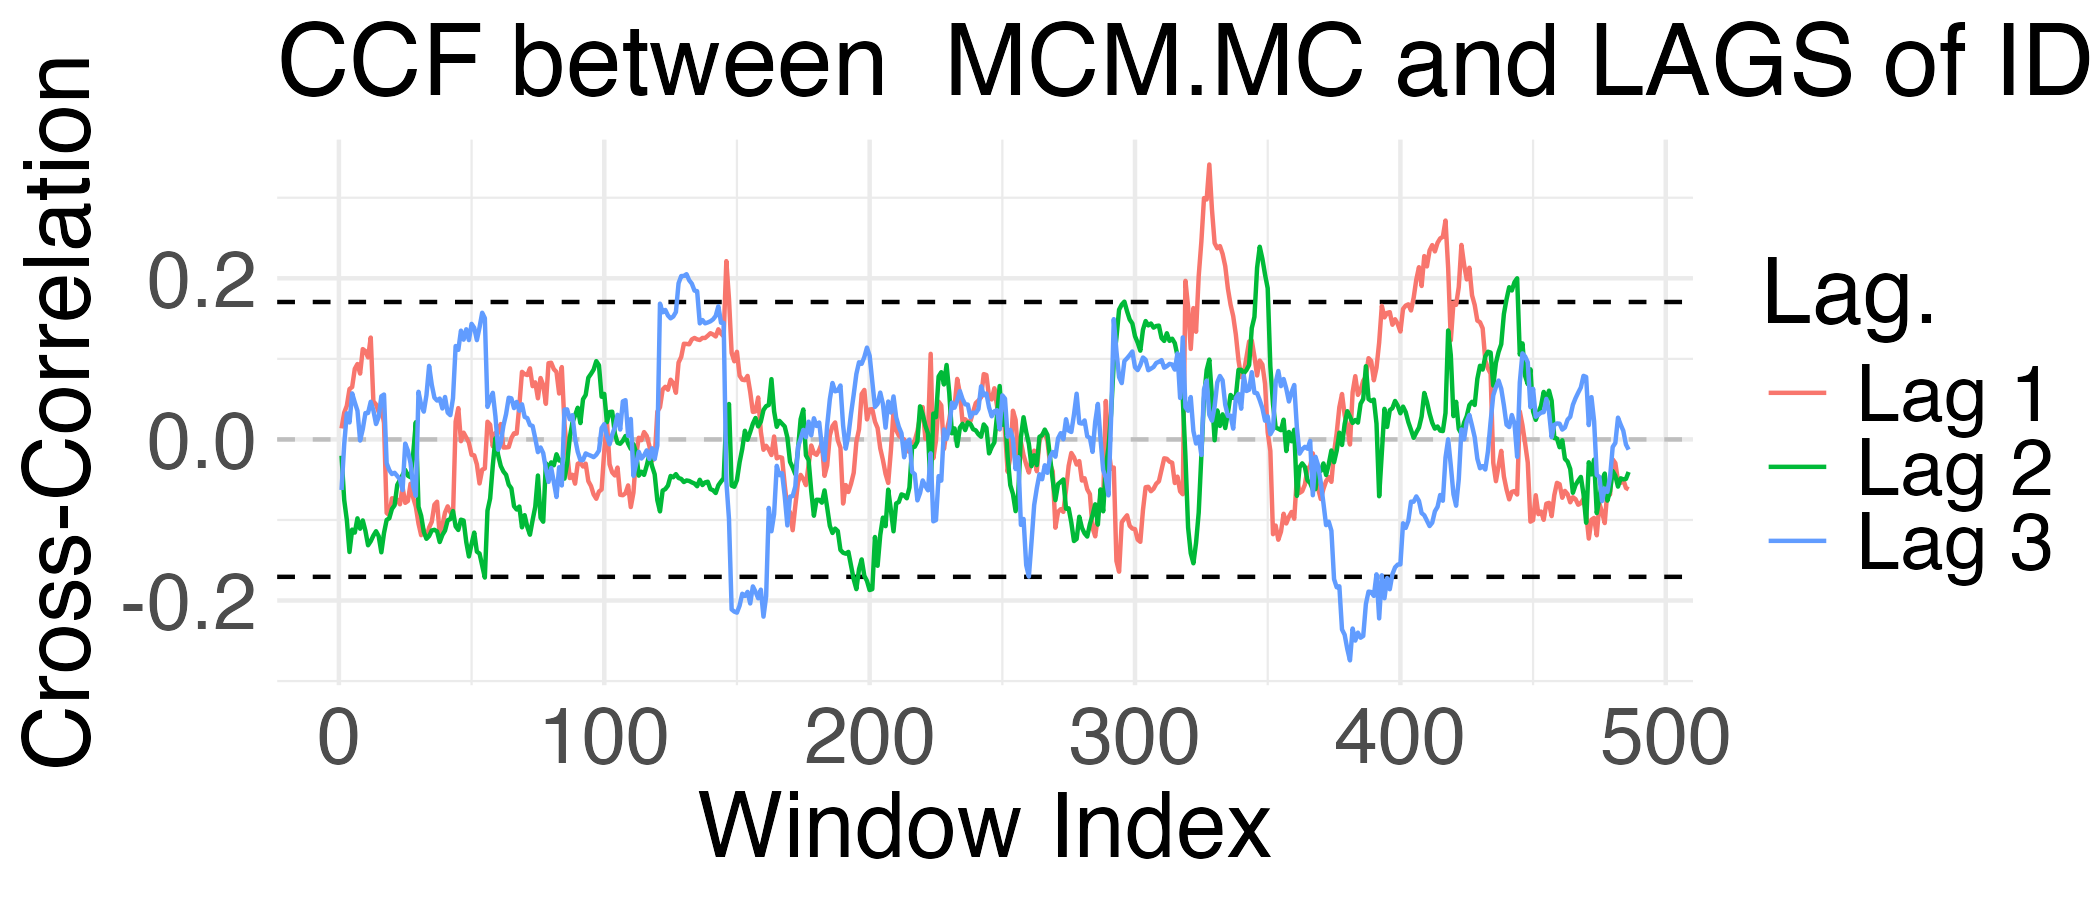 CCF between  MCM.MC and LAGS of ID
Cross-Correlation
0.2
0.0
-0.2
0 100 200 300 400 500
Window Index
Lag.
Lag 1
Lag 2
Lag 3